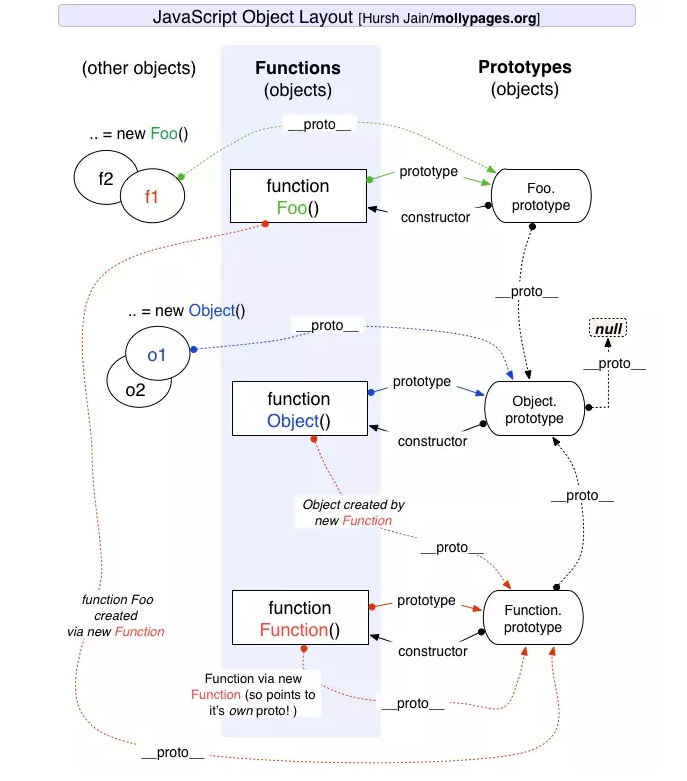 JavaScript Object Layout [Hursh Jain/mollypages.org]
(other objects)
Functions
(objects)
Prototypes
(objects)
.. = new Foo()
f2
f1
__proto__
function
Foo()
prototype
constructor
Foo.
prototype
__proto__
.. = new Object()
o1
o2
__proto__
null
__proto__
function
Object()
prototype
constructor
Object.
prototype
Object created by
new Function
__proto__
__proto__
function Foo
created
via new Function
function
Function()
prototype
constructor
Function.
prototype
Function via new
Function (so points to
it's own proto! )
__proto__
__proto__